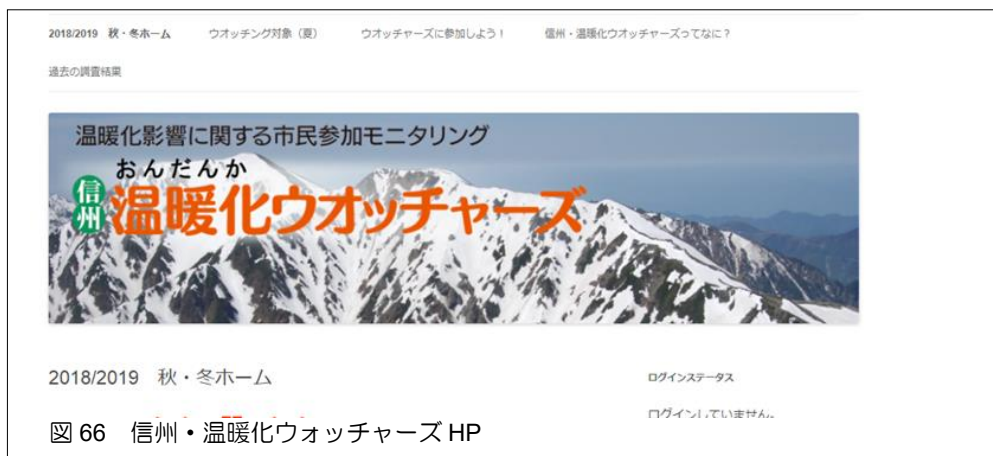 2018/2019 秋・冬ホーム ウオッチング対象（夏） ウオッチャーズに参加しよう！ 信州・温暖化ウオッチャーズってなに？
過去の調査結果
温暖化影響に関する市民参加モニタリング
おんだんか
信州 温暖化ウオッチャーズ
2018/2019 秋・冬ホーム
ログインステータス
ログインしていません。
図 66 信州・温暖化ウォッチャーズ HP